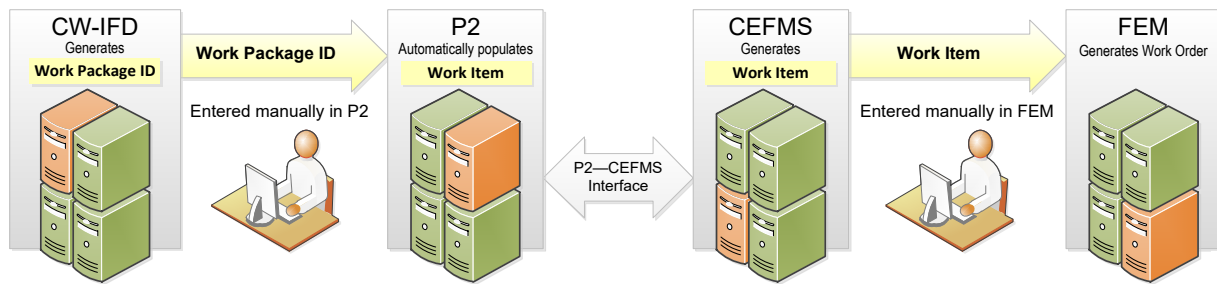 CW-IFD
Generates
Work Package ID
Work Package ID
Entered manually in P2
P2
Automatically populates
Work Item
P2—CEFMS
Interface
CEFMS
Generates
Work Item
Work Item
Entered manually in FEM
FEM
Generates Work Order